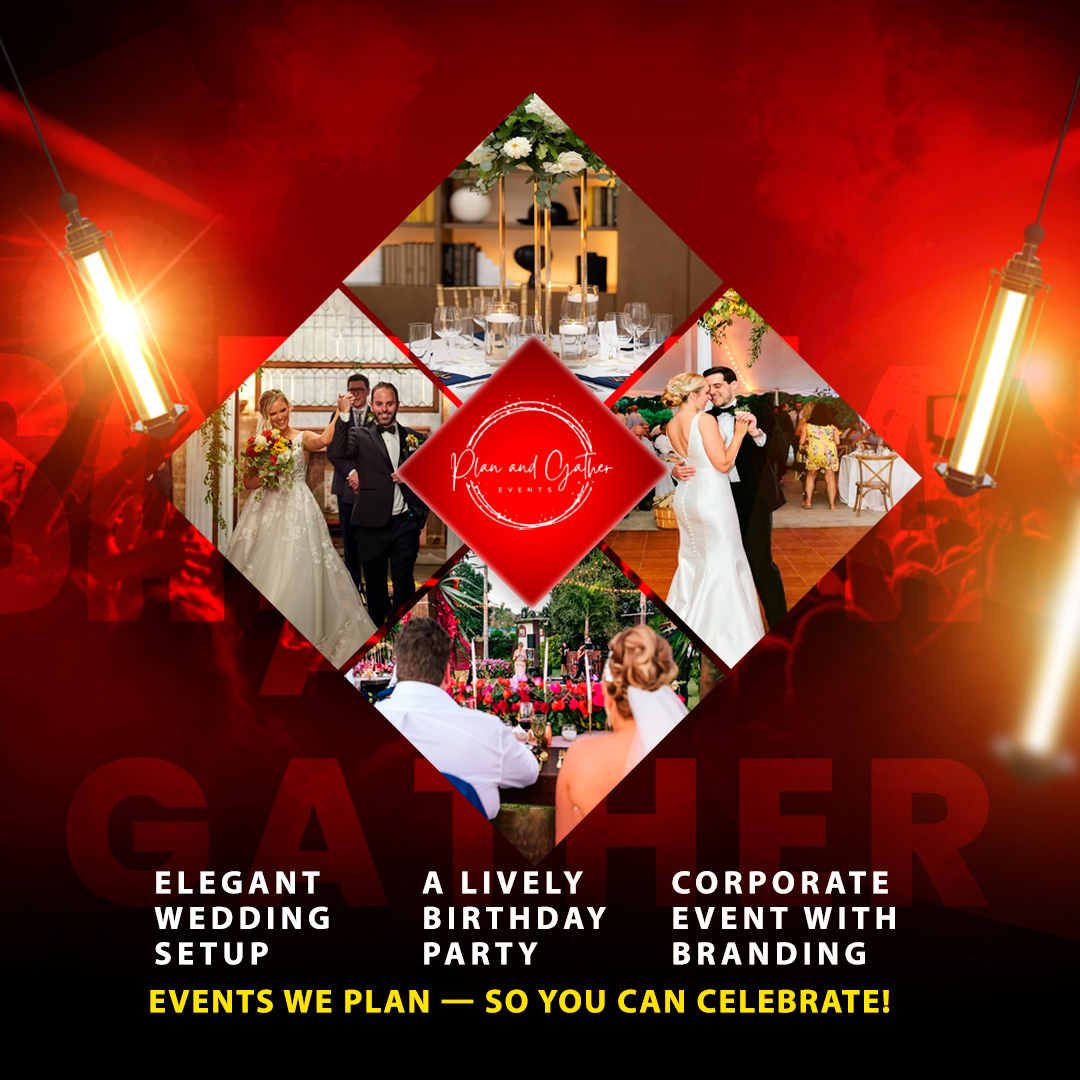 Plan and Gather
EVENTS
GATHER
ELEGANT
WEDDING
SETUP
A LIVELY
BIRTHDAY
PARTY
CORPORATE
EVENT WITH
BRANDING
EVENTS WE PLAN — SO YOU CAN CELEBRATE!